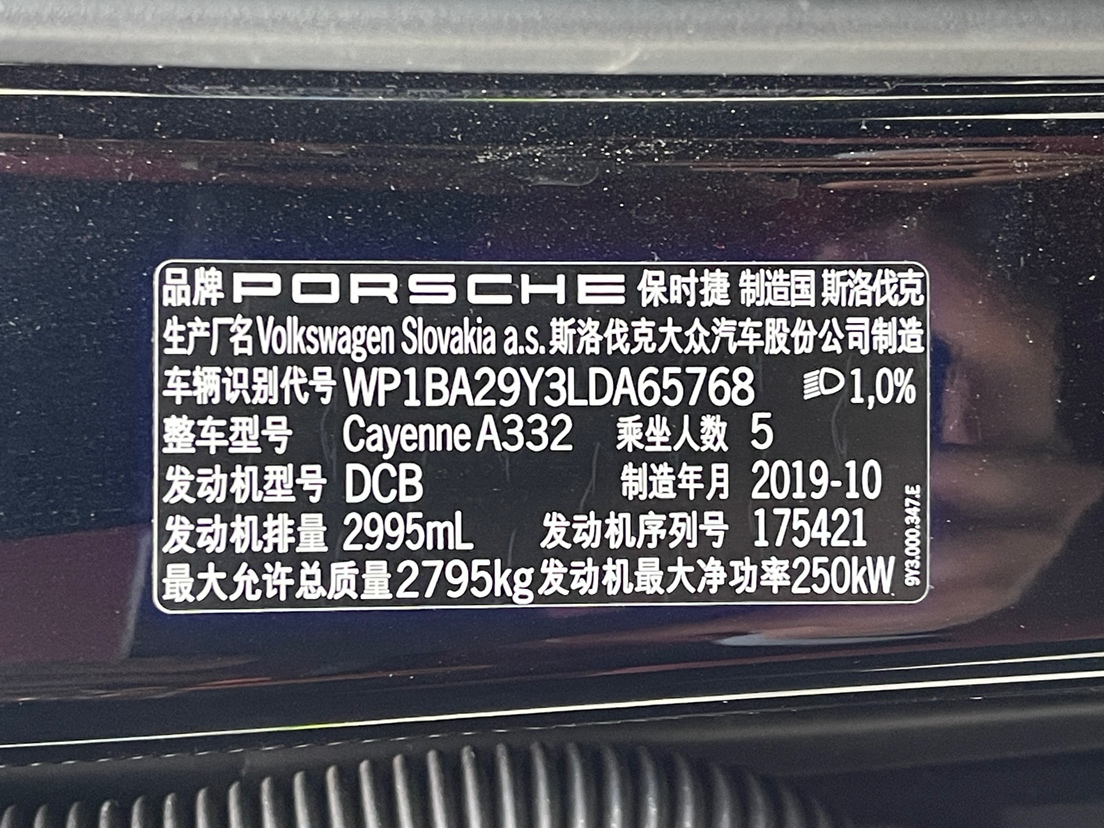 品牌 PORSCHE 保时捷 制造国 斯洛伐克
生产厂名 Volkswagen Slovakia a.s. 斯洛伐克大众汽车股份公司制造
车辆识别代号 WP1BA29Y3LDA65768 1,0%
整车型号 Cayenne A332 乘坐人数 5
发动机型号 DCB 制造年月 2019-10
发动机排量 2995mL 发动机序列号 175421
最大允许总质量 2795kg 发动机最大净功率 250kW
9Y3.000.347.E